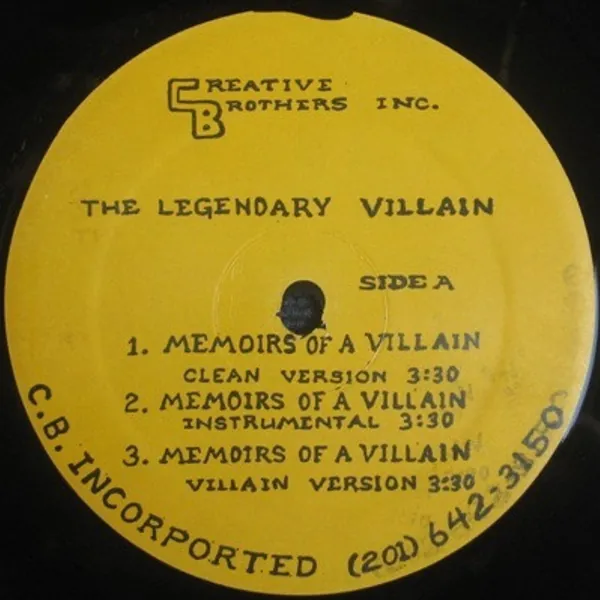 CREATIVE
BROTHERS INC.
THE LEGENDARY VILLAIN
SIDE A
1. MEMOIRS OF A VILLAIN
CLEAN VERSION 3:30
2. MEMOIRS OF A VILLAIN
INSTRUMENTAL 3:30
3. MEMOIRS OF A VILLAIN
VILLAIN VERSION 3:30
C.B. INCORPORATED (201) 642-3150